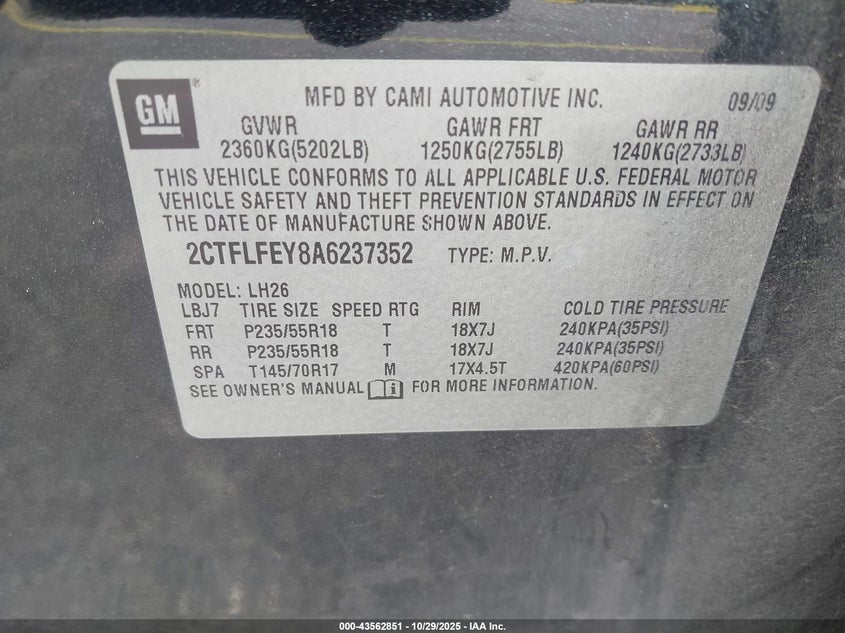 GM
®
MFD BY CAMI AUTOMOTIVE INC. 09/09
GVWR GAWR FRT GAWR RR
2360KG(5202LB) 1250KG(2755LB) 1240KG(2733LB)
THIS VEHICLE CONFORMS TO ALL APPLICABLE U.S. FEDERAL MOTOR
VEHICLE SAFETY AND THEFT PREVENTION STANDARDS IN EFFECT ON
THE DATE OF MANUFACTURE SHOWN ABOVE.
2CTFLFEY8A6237352 TYPE: M.P.V.
MODEL: LH26
LBJ7 TIRE SIZE SPEED RTG RIM COLD TIRE PRESSURE
FRT P235/55R18 T 18X7J 240KPA(35PSI)
RR P235/55R18 T 18X7J 240KPA(35PSI)
SPA T145/70R17 M 17X4.5T 420KPA(60PSI)
SEE OWNER'S MANUAL i FOR MORE INFORMATION.
000-43562851 - 10/29/2025 - IAA Inc.